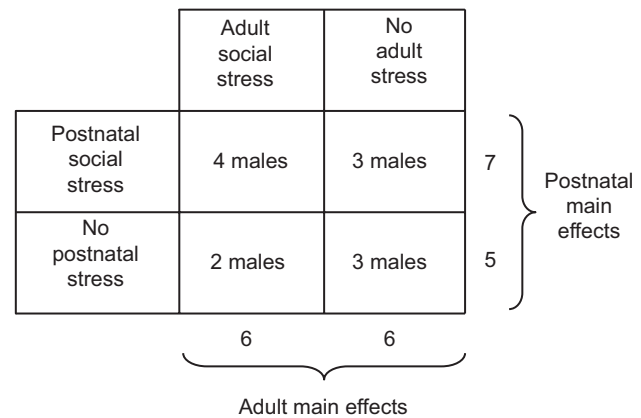 Adult
social
stress
No
adult
stress
Postnatal
social
stress
4 males
3 males
7
No
postnatal
stress
2 males
3 males
5
Postnatal
main
effects
6
6
Adult main effects